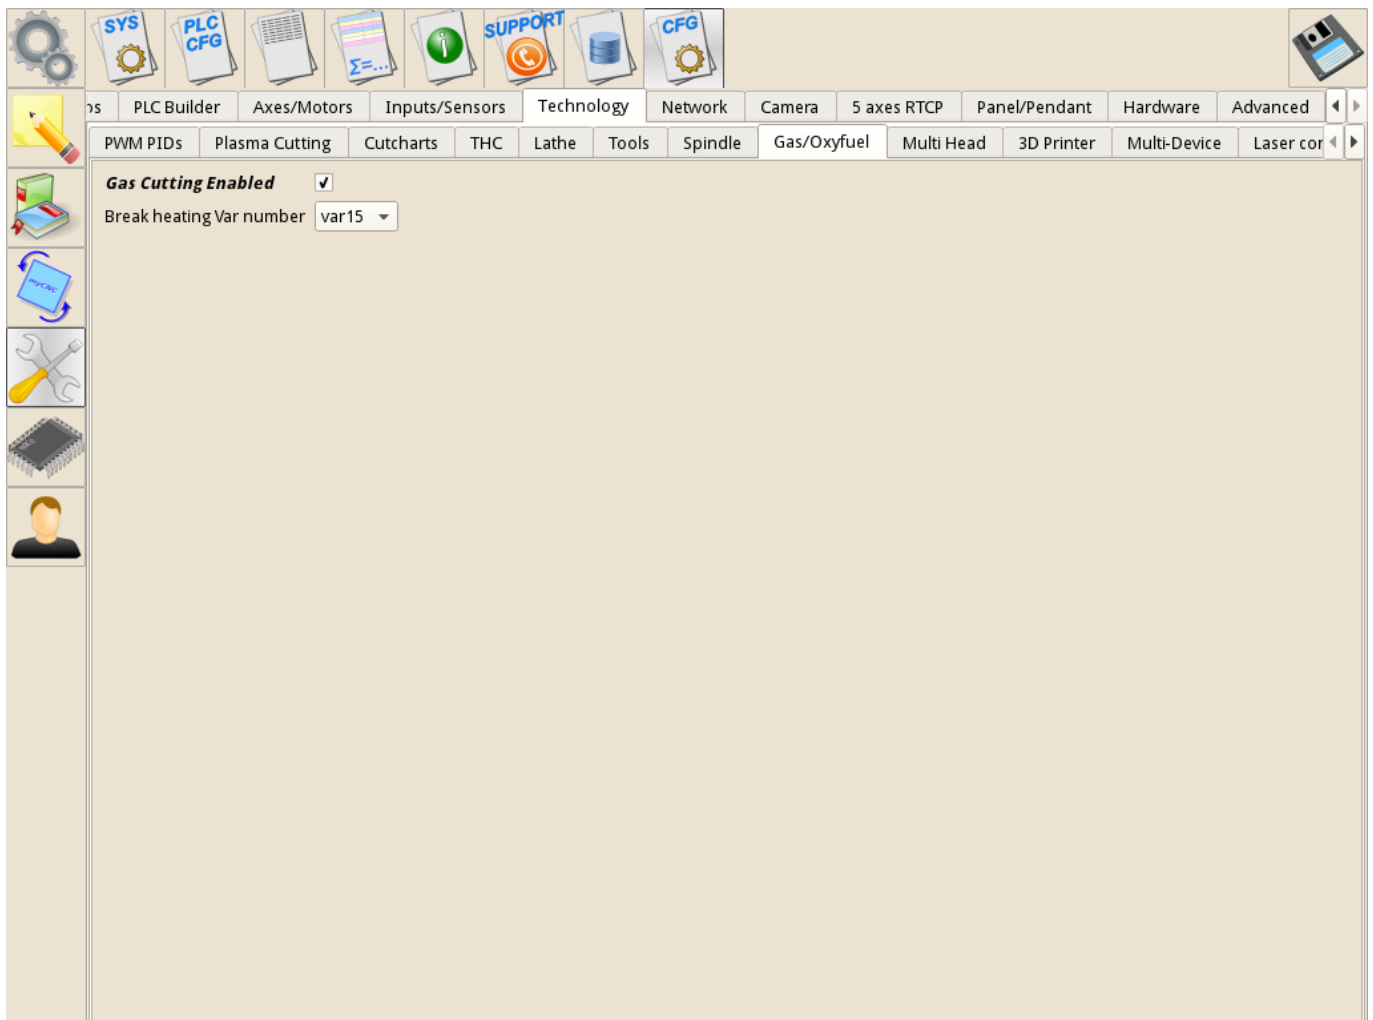 SYS
PLC
CFG
Σ=...
i
SUPPORT
CFG
PLC Builder Axes/Motors Inputs/Sensors Technology Network Camera 5 axes RTCP Panel/Pendant Hardware Advanced
PWM PIDs Plasma Cutting Cutcharts THC Lathe Tools Spindle Gas/Oxyfuel Multi Head 3D Printer Multi-Device Laser cor
Gas Cutting Enabled
Break heating Var number var15
myCNC